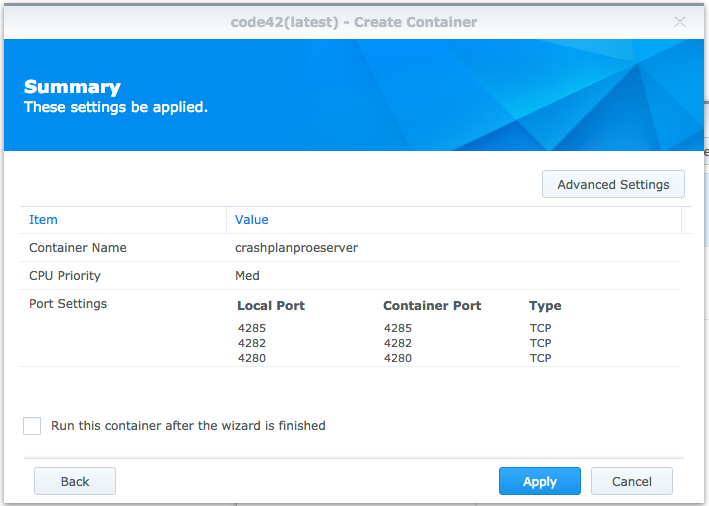 code42(latest) - Create Container
Summary
These settings be applied.
Advanced Settings
Item Value
Container Name crashplanproeserver
CPU Priority Med
Port Settings Local Port Container Port Type
4285 4285 TCP
4282 4282 TCP
4280 4280 TCP
Run this container after the wizard is finished
Back Apply Cancel